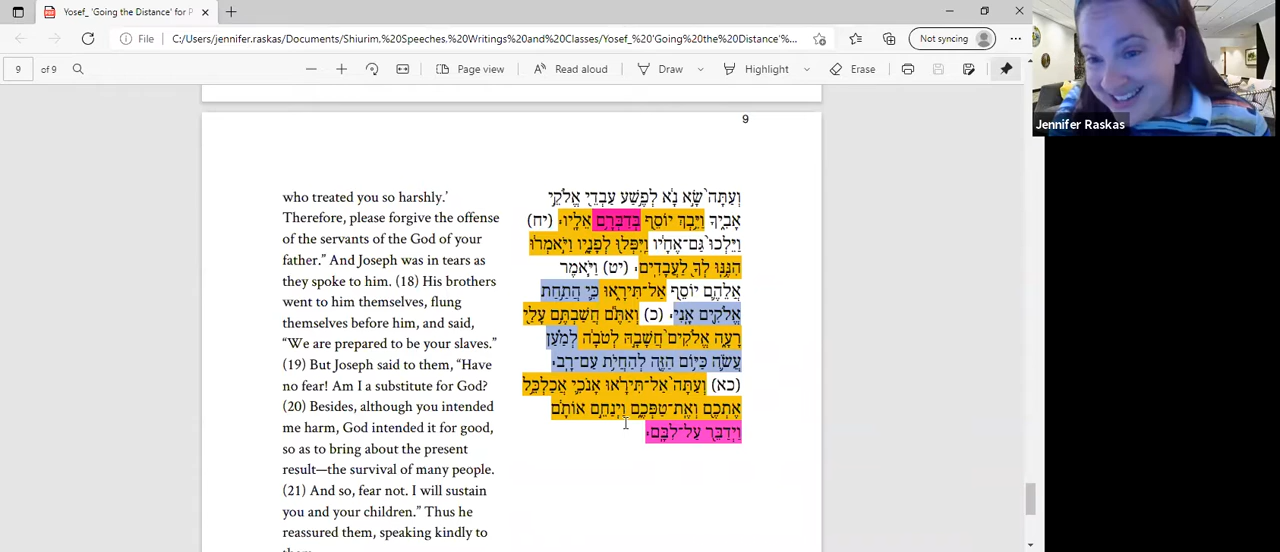 Yosef_ 'Going the Distance' for P
File
C:/Users/jennifer.raskas/Documents/Shiurim.%20Speeches.%20Writings%20and%20Classes/Yosef_%20'Going%20the%20Distance'%...
Not syncing
9 of 9
Page view
Read aloud
Draw
Highlight
Erase
Jennifer Raskas
9
who treated you so harshly.'
Therefore, please forgive the offense
of the servants of the God of your
father.” And Joseph was in tears as
they spoke to him. (18) His brothers
went to him themselves, flung
themselves before him, and said,
“We are prepared to be your slaves.”
(19) But Joseph said to them, “Have
no fear! Am I a substitute for God?
(20) Besides, although you intended
me harm, God intended it for good,
so as to bring about the present
result—the survival of many people.
(21) And so, fear not. I will sustain
you and your children.” Thus he
reassured them, speaking kindly to
them.
וְעַתָּה֙ שָׂ֣א נָ֔א לְפֶ֥שַׁע עַבְדֵ֖י אֱלֹקֵ֣י
אָבִ֑יךָ וַיֵּ֥בְךְּ יוֹסֵ֖ף בְּדַבְּרָ֥ם אֵלָֽיו׃ (יח)
וַיֵּלְכוּ֙ גַּם־אֶחָ֔יו וַֽיִּפְּל֖וּ לְפָנָ֑יו וַיֹּ֣אמְר֔וּ
הִנֶּ֥נּֽוּ לְךָ֖ לַעֲבָדִֽים׃ (יט) וַיֹּ֧אמֶר
אֲלֵהֶ֛ם יוֹסֵ֖ף אַל־תִּירָ֑אוּ כִּ֛י הֲתַ֥חַת
אֱלֹקִ֖ים אָֽנִי׃ (כ) וְאַתֶּ֕ם חֲשַׁבְתֶּ֥ם עָלַ֖י
רָעָ֑ה אֱלֹקִים֙ חֲשָׁבָ֣הּ לְטֹבָ֔ה לְמַ֗עַן
עֲשֹׂ֛ה כַּיּ֥וֹם הַזֶּ֖ה לְהַחֲיֹ֥ת עַם־רָֽב׃
(כא) וְעַתָּה֙ אַל־תִּירָ֔אוּ אָנֹכִ֛י אֲכַלְכֵּ֥ל
אֶתְכֶ֖ם וְאֶֽת־טַפְּכֶ֑ם וַיְנַחֵ֣ם אוֹתָ֔ם
וַיְדַבֵּ֖ר עַל־לִבָּֽם׃